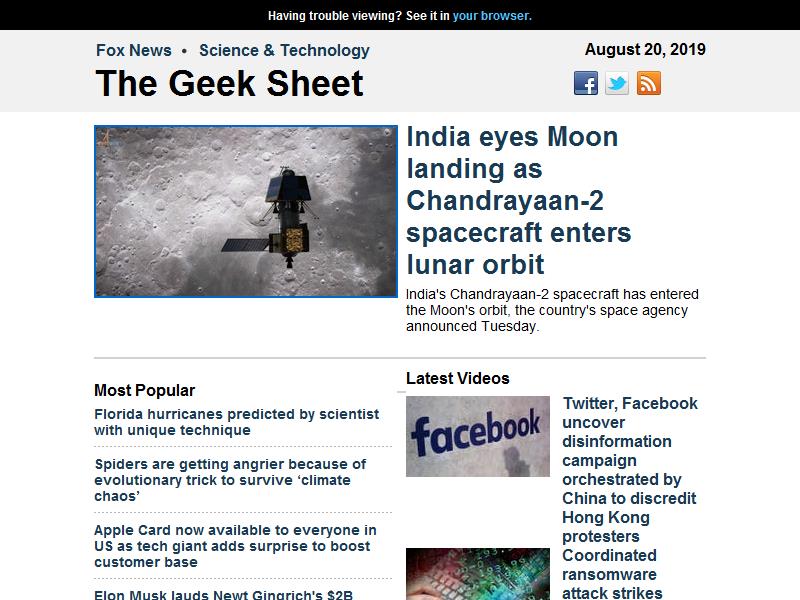 Having trouble viewing? See it in your browser.
Fox News • Science & Technology
August 20, 2019
The Geek Sheet
India eyes Moon
landing as
Chandrayaan-2
spacecraft enters
lunar orbit
India's Chandrayaan-2 spacecraft has entered
the Moon's orbit, the country's space agency
announced Tuesday.
Most Popular
Florida hurricanes predicted by scientist
with unique technique
Spiders are getting angrier because of
evolutionary trick to survive ‘climate
chaos’
Apple Card now available to everyone in
US as tech giant adds surprise to boost
customer base
Elon Musk lauds Newt Gingrich's $2B
Latest Videos
facebook
Twitter, Facebook
uncover
disinformation
campaign
orchestrated by
China to discredit
Hong Kong
protesters
Coordinated
ransomware
attack strikes